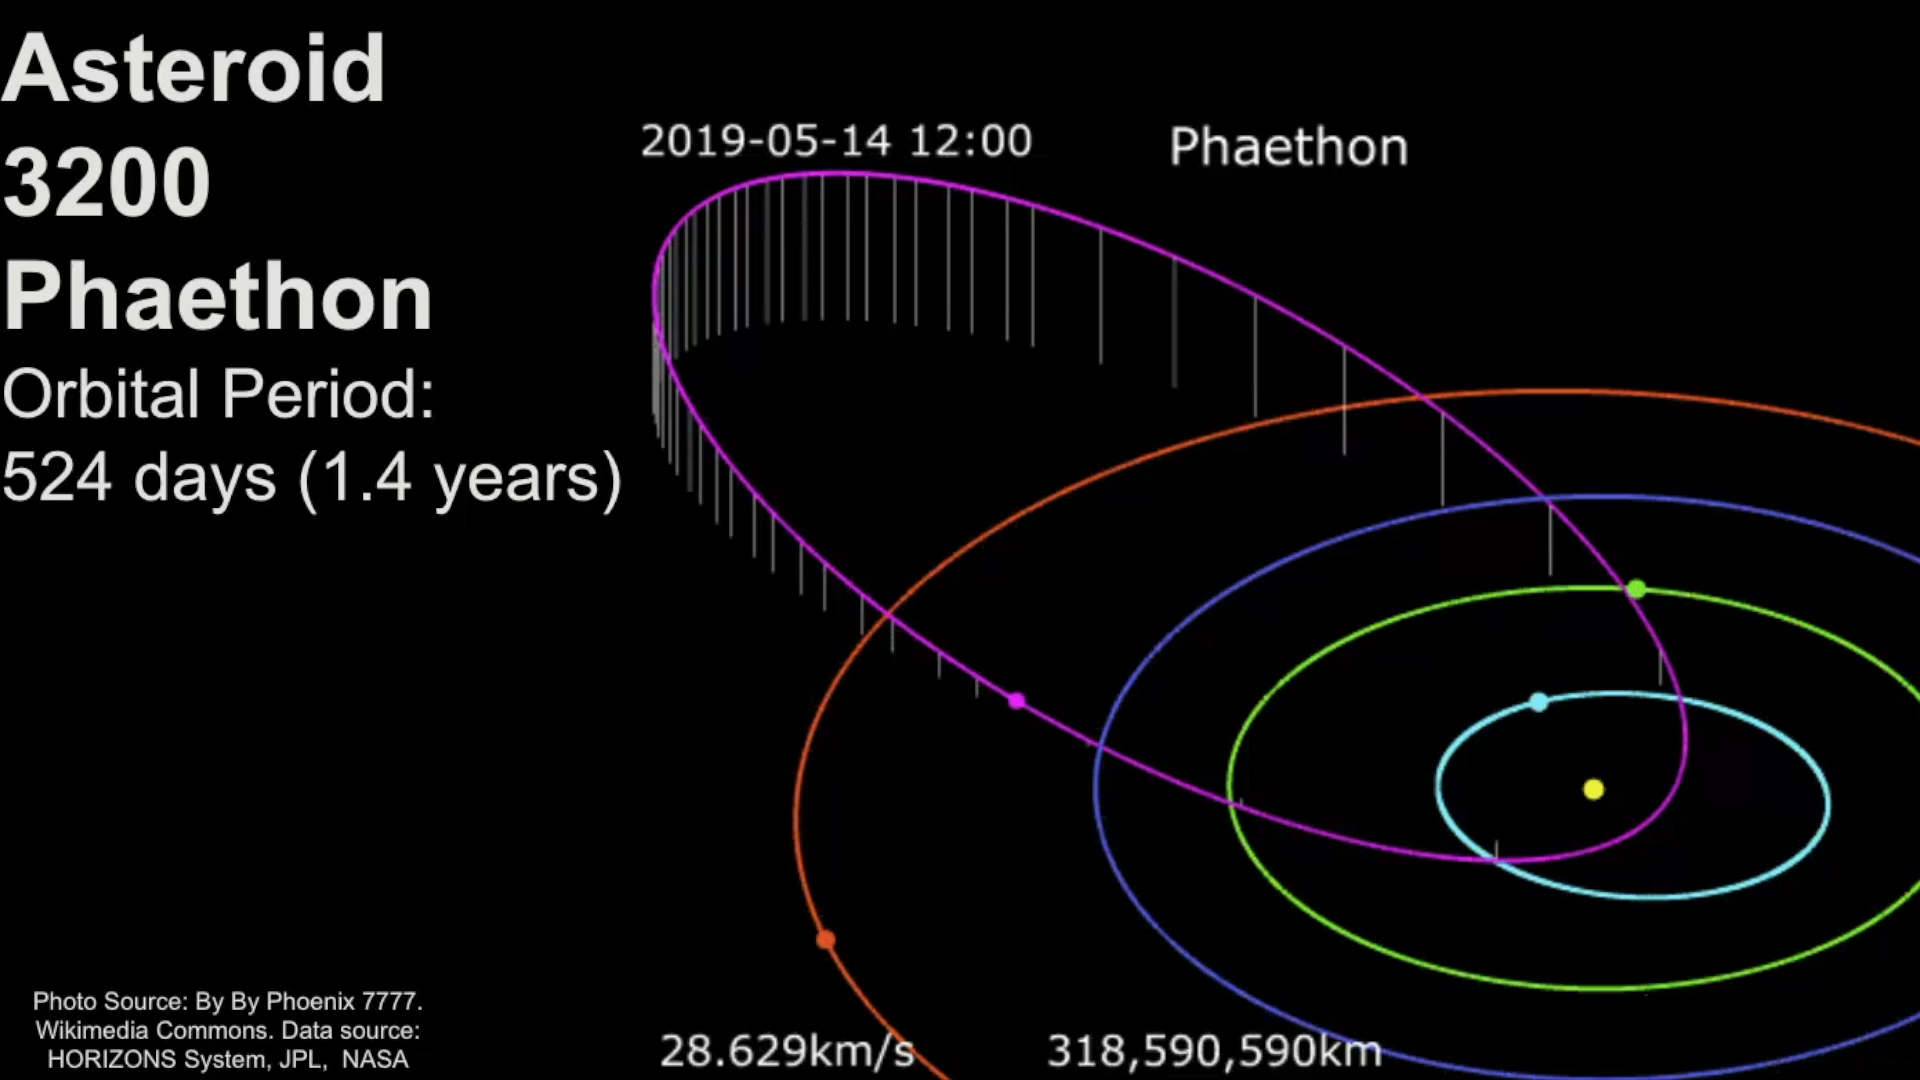 Asteroid
3200
Phaethon
Orbital Period:
524 days (1.4 years)
2019-05-14 12:00
Phaethon
28.629km/s
318,590,590km
Photo Source: By By Phoenix 7777.
Wikimedia Commons. Data source:
HORIZONS System, JPL, NASA